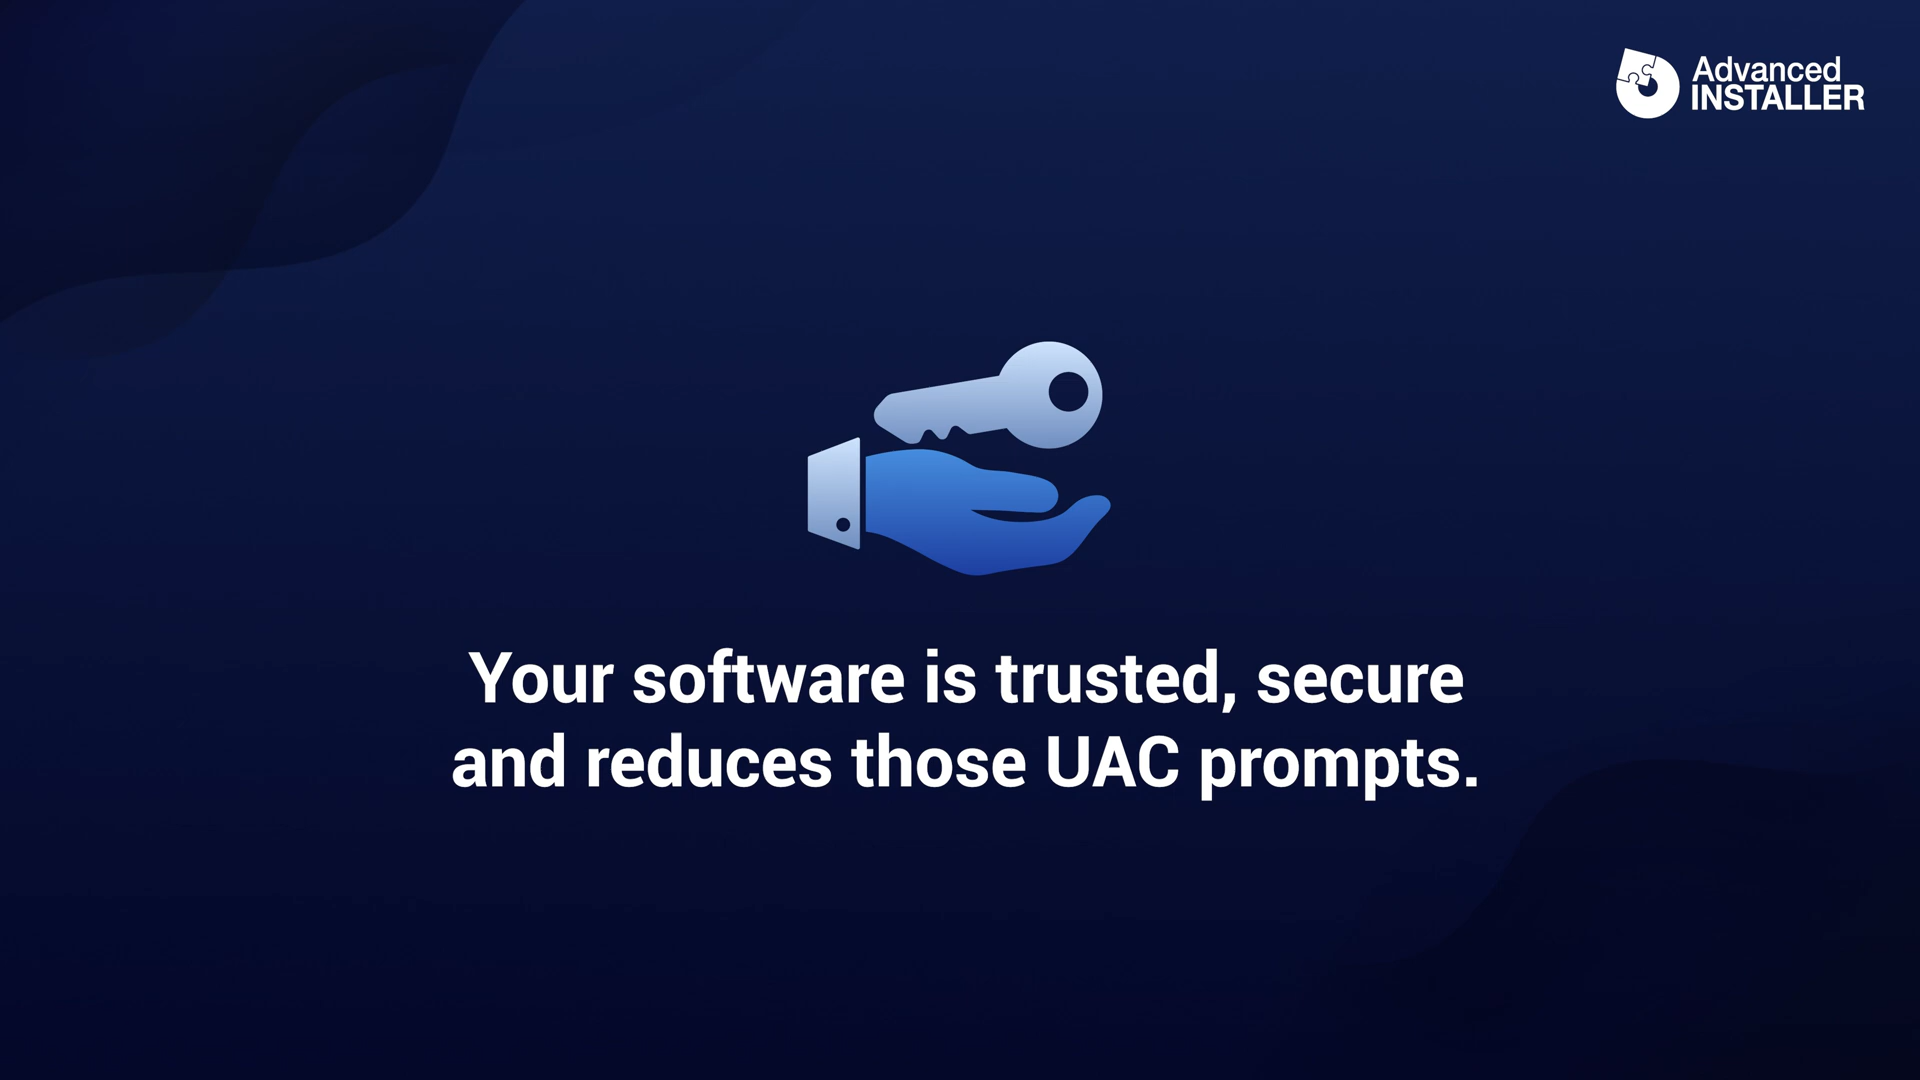 Advanced
INSTALLER
Your software is trusted, secure
and reduces those UAC prompts.